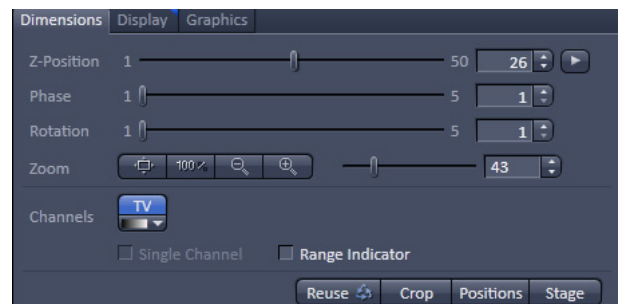 Dimensions Display Graphics
Z-Position 1 50 26
Phase 1 5 1
Rotation 1 5 1
Zoom 100 % 43
Channels TV
Single Channel Range Indicator
Reuse Crop Positions Stage